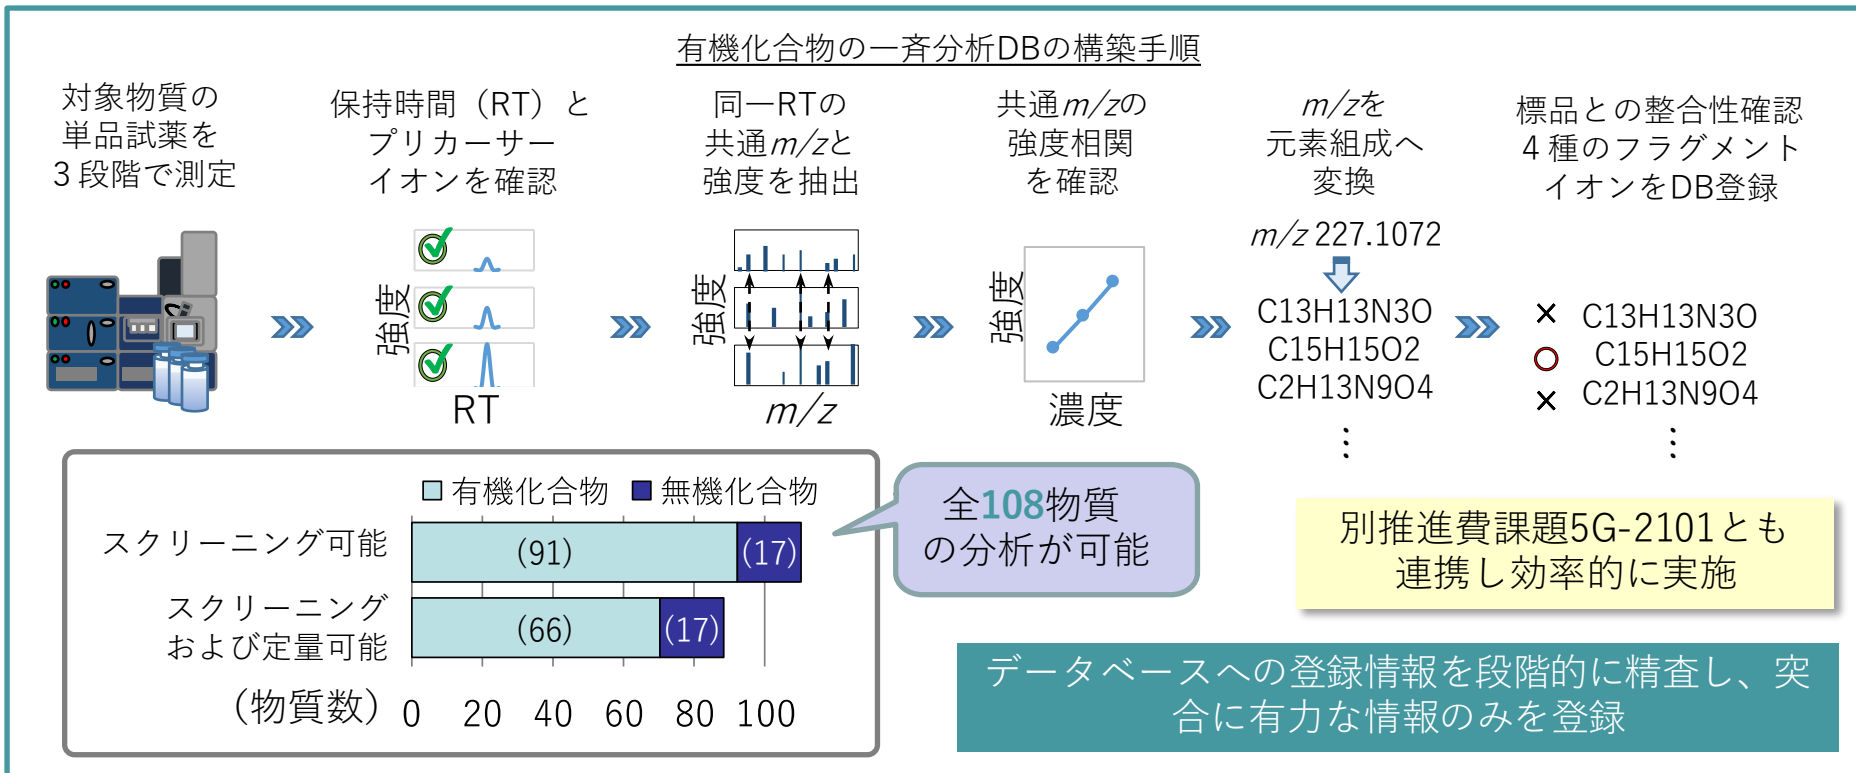 有機化合物の一斉分析DBの構築手順
対象物質の
単品試薬を
3段階で測定
保持時間（RT）と
プリカーサー
イオンを確認
強度
RT
同一RTの
共通m/zと
強度を抽出
強度
m/z
共通m/zの
強度相関
を確認
強度
濃度
m/zを
元素組成へ
変換
m/z 227.1072
C13H13N3O
C15H15O2
C2H13N9O4
⋮
標品との整合性確認
4種のフラグメント
イオンをDB登録
× C13H13N3O
○ C15H15O2
× C2H13N9O4
⋮
有機化合物 無機化合物
スクリーニング可能 (91) (17)
スクリーニング
および定量可能 (66) (17)
(物質数) 0 20 40 60 80 100
全108物質
の分析が可能
別推進費課題5G-2101とも
連携し効率的に実施
データベースへの登録情報を段階的に精査し、突
合に有力な情報のみを登録